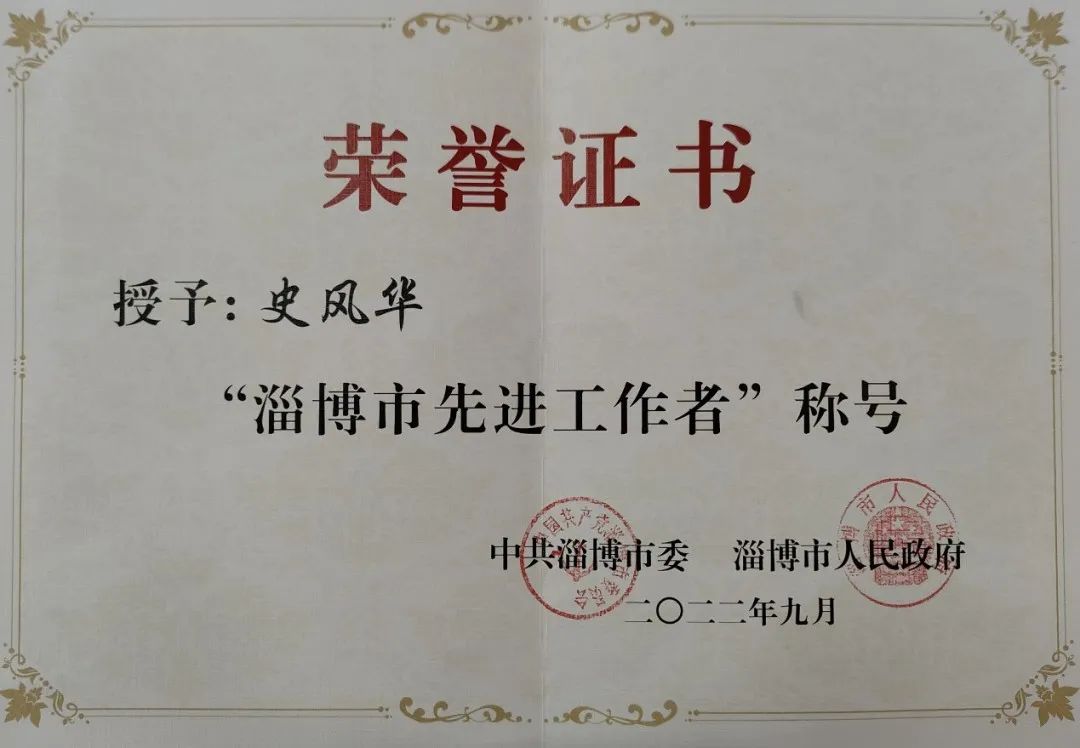 荣誉证书
授予：史风华
“淄博市先进工作者”称号
中共淄博市委 淄博市人民政府
二〇二二年九月